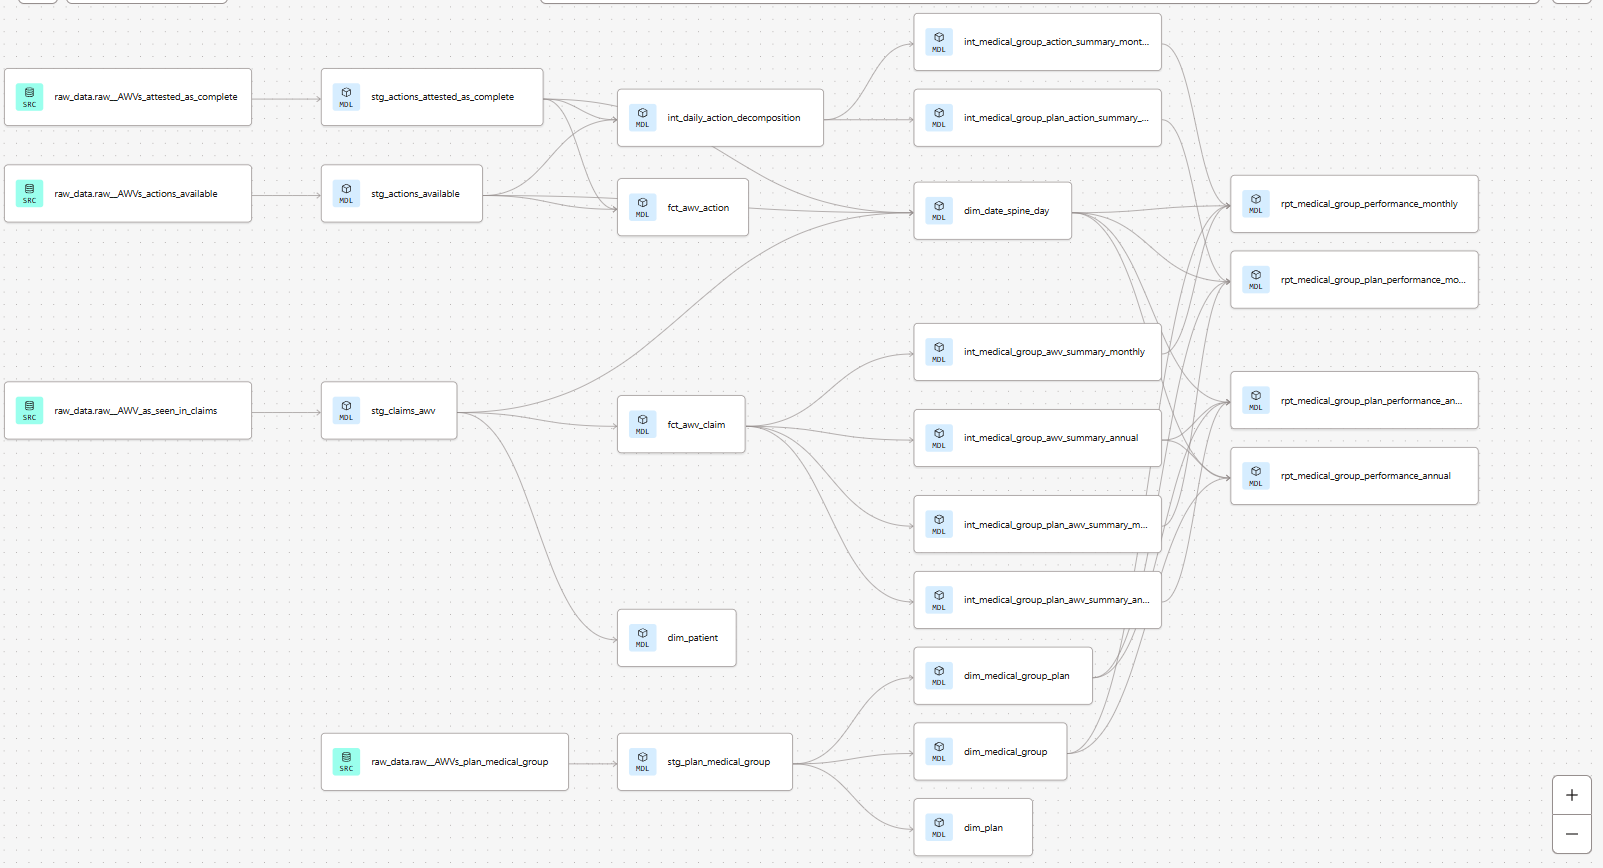 int_medical_group_action_summary_mont...
MDL
raw_data.raw__AWVs_attested_as_complete
SRC
stg_actions_attested_as_complete
MDL
int_daily_action_decomposition
MDL
int_medical_group_plan_action_summary_...
MDL
raw_data.raw__AWVs_actions_available
SRC
stg_actions_available
MDL
fct_awv_action
MDL
dim_date_spine_day
MDL
rpt_medical_group_performance_monthly
MDL
rpt_medical_group_plan_performance_mo...
MDL
int_medical_group_awv_summary_monthly
MDL
rpt_medical_group_plan_performance_an...
MDL
raw_data.raw__AWV_as_seen_in_claims
SRC
stg_claims_awv
MDL
fct_awv_claim
MDL
int_medical_group_awv_summary_annual
MDL
rpt_medical_group_performance_annual
MDL
int_medical_group_plan_awv_summary_m...
MDL
int_medical_group_plan_awv_summary_an...
MDL
dim_patient
MDL
dim_medical_group_plan
MDL
raw_data.raw__AWVs_plan_medical_group
SRC
stg_plan_medical_group
MDL
dim_medical_group
MDL
dim_plan
MDL
+
−